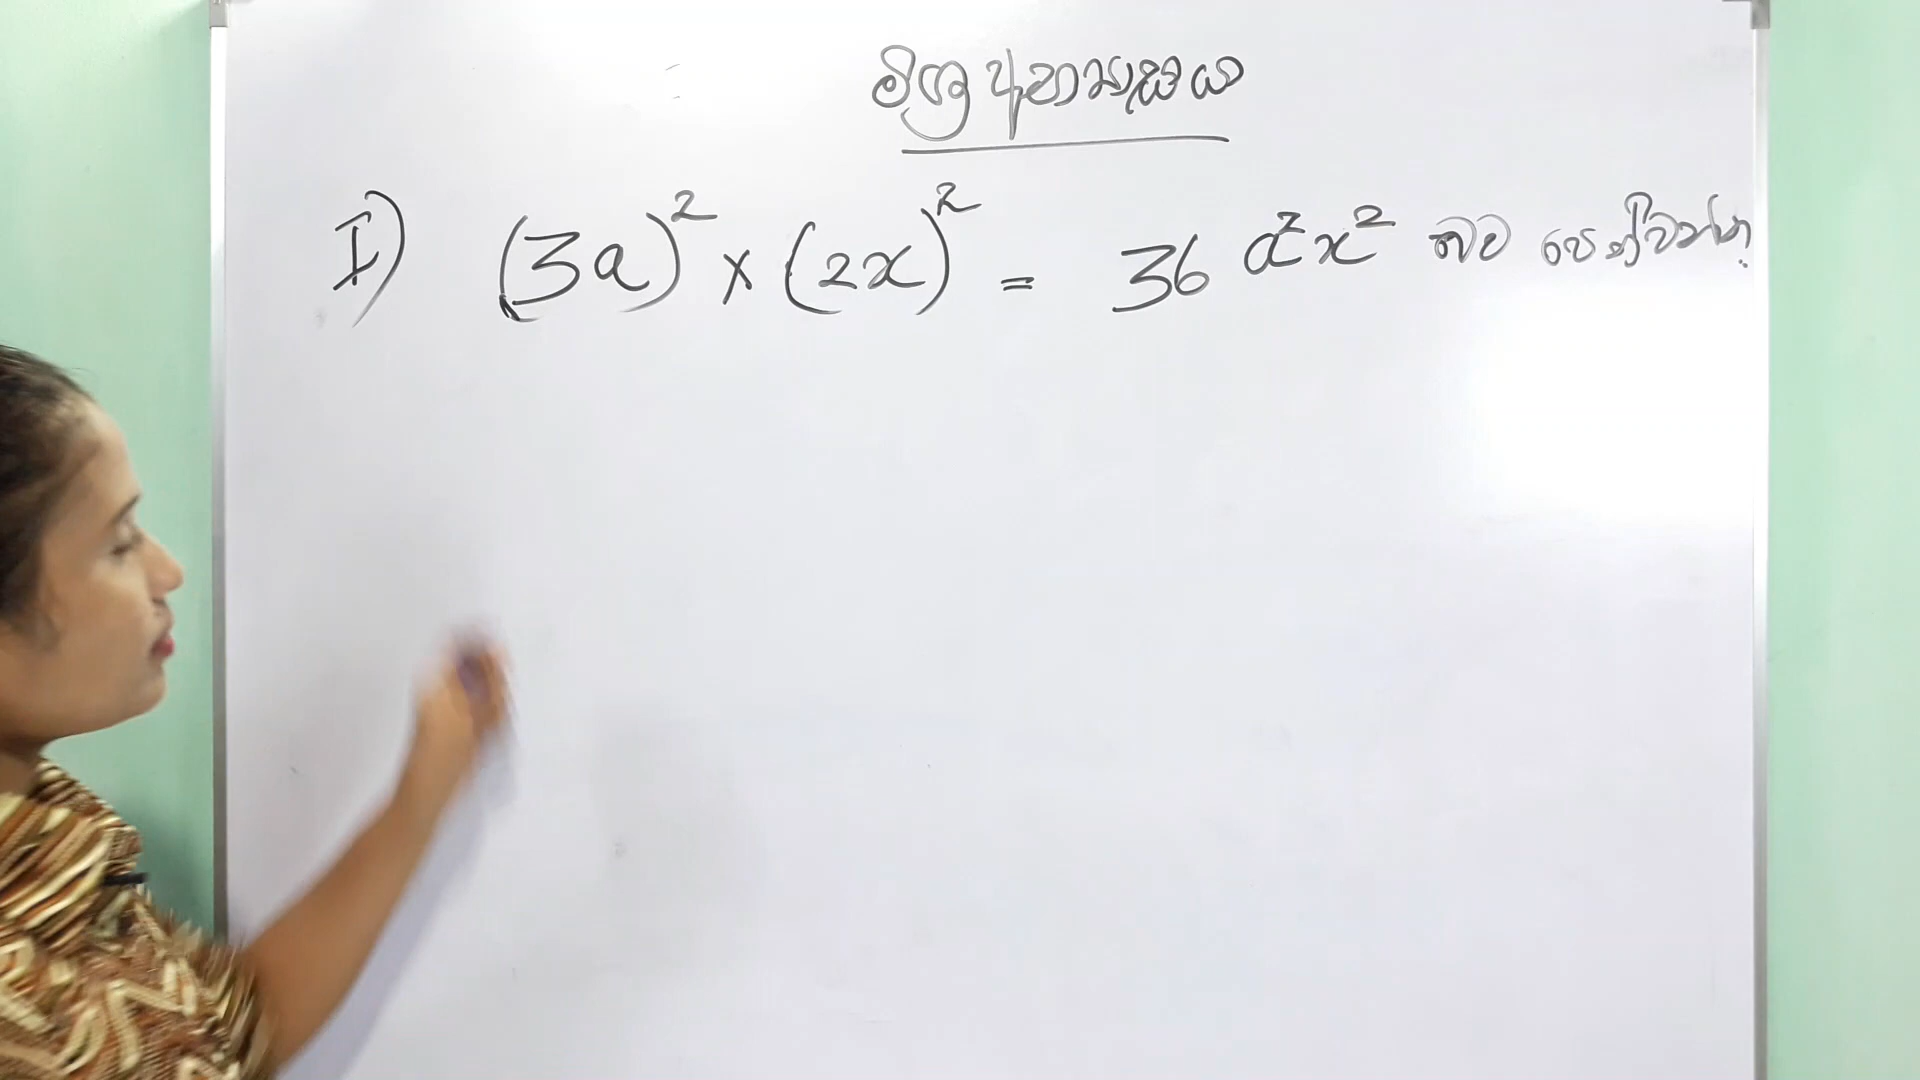 මිශ්‍ර අභ්‍යාසය
I) (3a)² × (2x)² = 36 a²x² බව පෙන්වන්න.